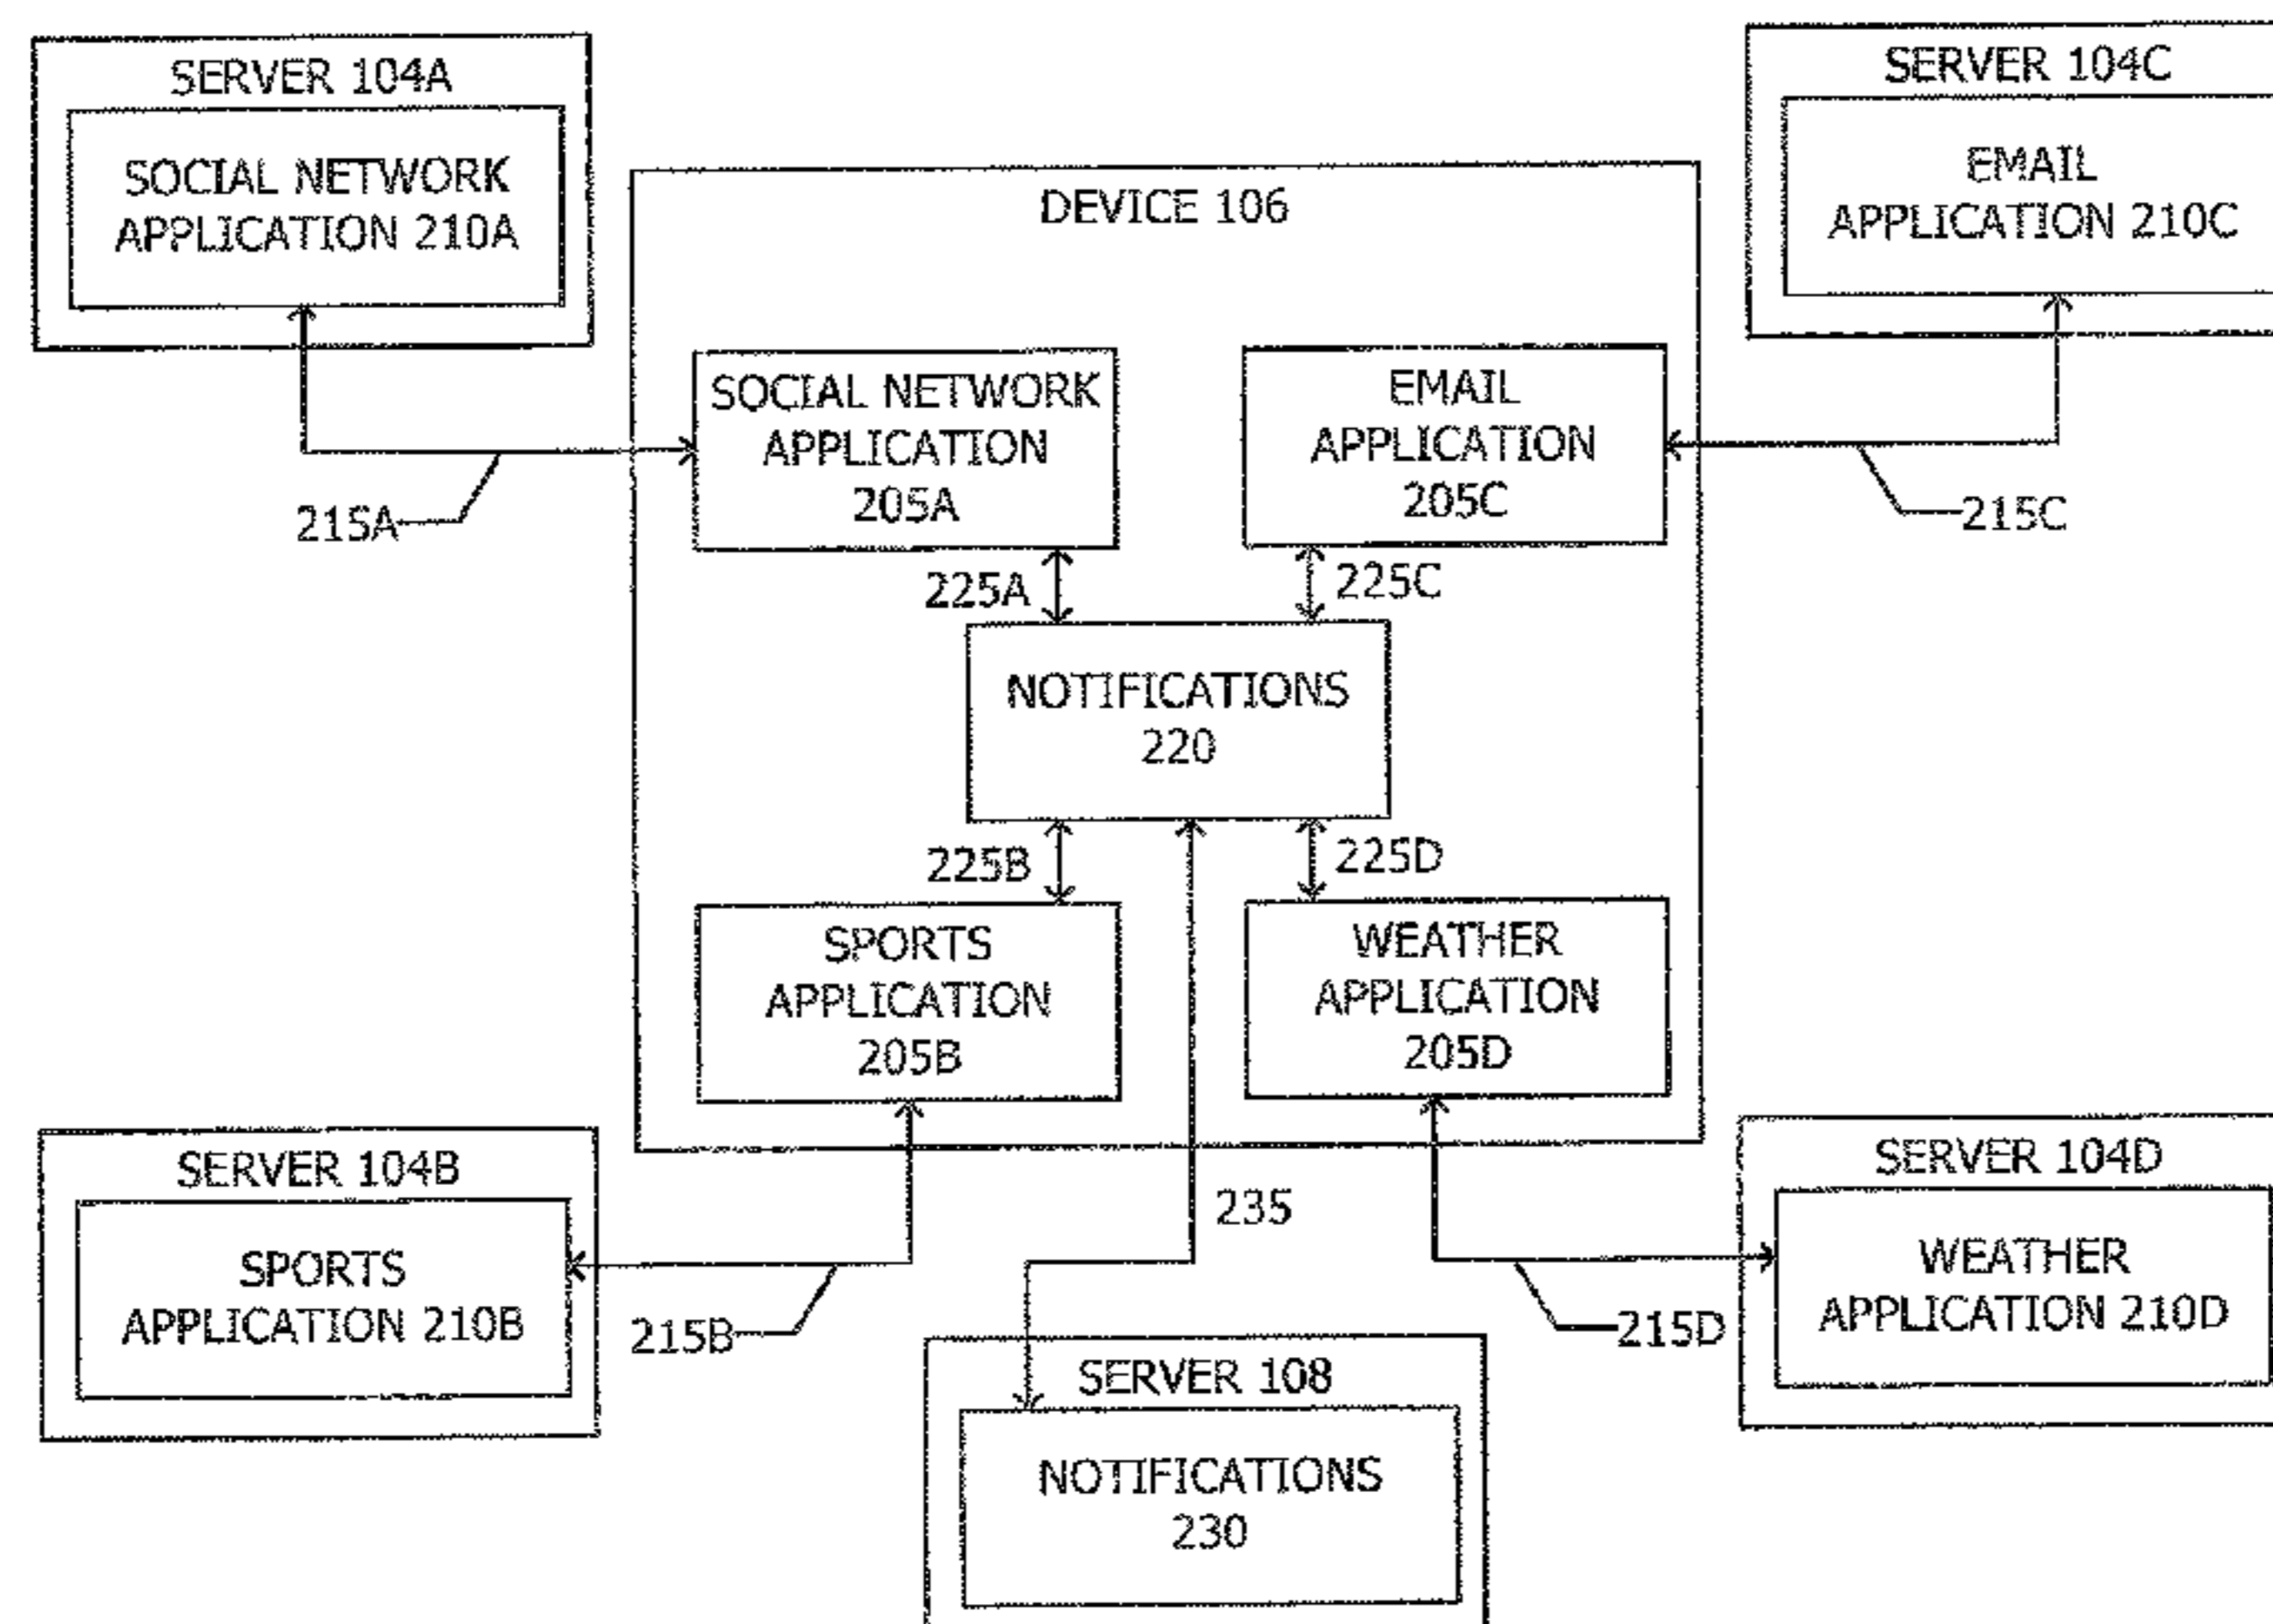 SERVER 104A
SOCIAL NETWORK
APPLICATION 210A
SERVER 104C
EMAIL
APPLICATION 210C
DEVICE 106
SOCIAL NETWORK
APPLICATION
205A
EMAIL
APPLICATION
205C
215A
215C
225A
225C
NOTIFICATIONS
220
225B
225D
SPORTS
APPLICATION
205B
WEATHER
APPLICATION
205D
SERVER 104B
SPORTS
APPLICATION 210B
215B
235
SERVER 104D
WEATHER
APPLICATION 210D
215D
SERVER 108
NOTIFICATIONS
230